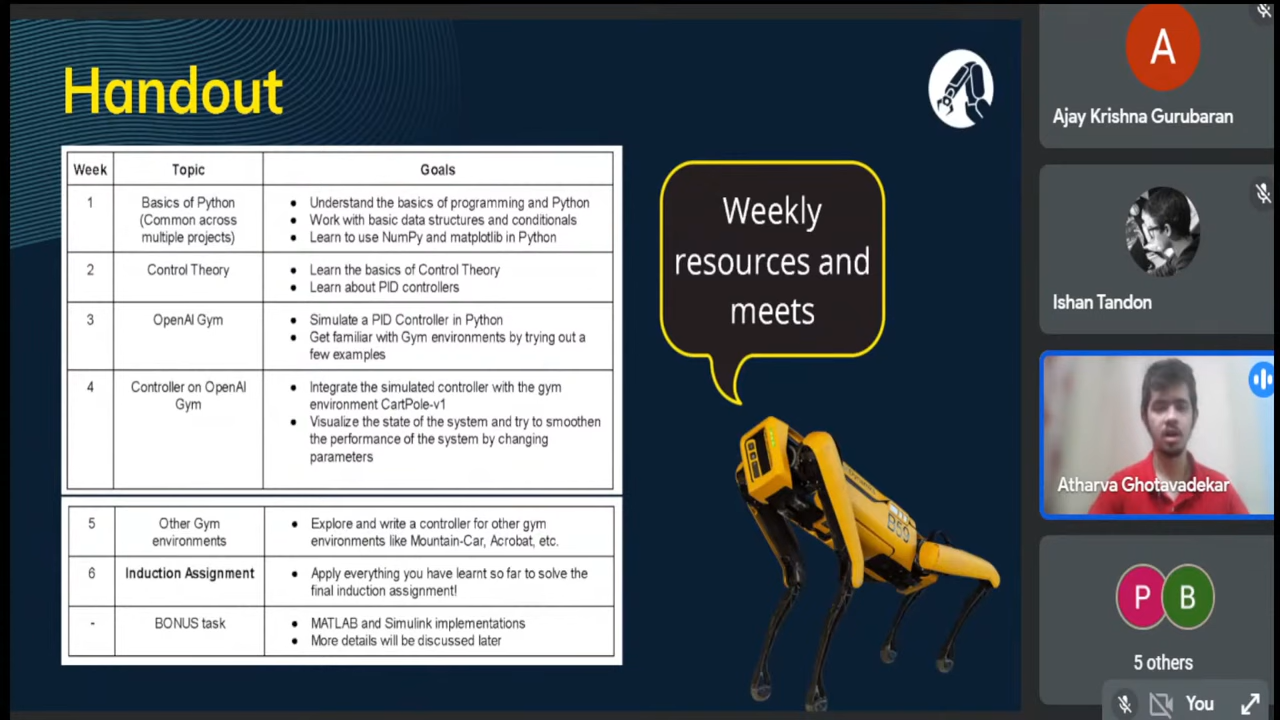 Handout
Week Topic Goals
1 Basics of Python (Common across multiple projects)
• Understand the basics of programming and Python
• Work with basic data structures and conditionals
• Learn to use NumPy and matplotlib in Python
2 Control Theory
• Learn the basics of Control Theory
• Learn about PID controllers
3 OpenAI Gym
• Simulate a PID Controller in Python
• Get familiar with Gym environments by trying out a
few examples
4 Controller on OpenAI Gym
• Integrate the simulated controller with the gym
environment CartPole-v1
• Visualize the state of the system and try to smoothen
the performance of the system by changing
parameters
5 Other Gym environments
• Explore and write a controller for other gym
environments like Mountain-Car, Acrobat, etc.
6 Induction Assignment
• Apply everything you have learnt so far to solve the
final induction assignment!
- BONUS task
• MATLAB and Simulink implementations
• More details will be discussed later
Weekly
resources and
meets
A
Ajay Krishna Gurubaran
Ishan Tandon
Atharva Ghotavadekar
P B
5 others
You